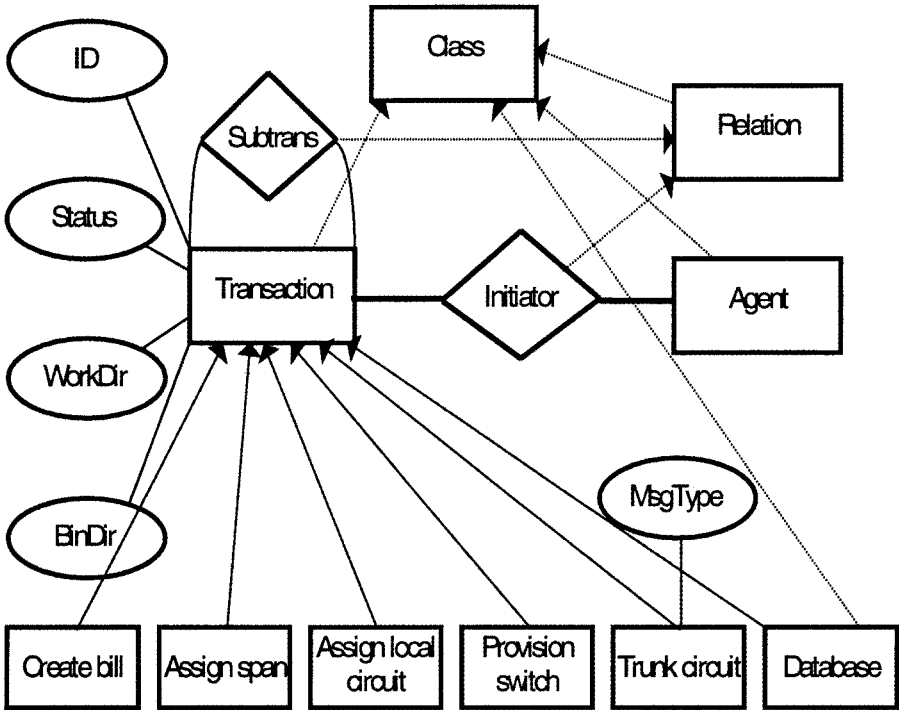 ID
Class
Subtrans
Relation
Status
Transaction
Initiator
Agent
WorkDir
MsgType
BinDir
Create bill
Assign span
Assign local
circuit
Provision
switch
Trunk circuit
Database